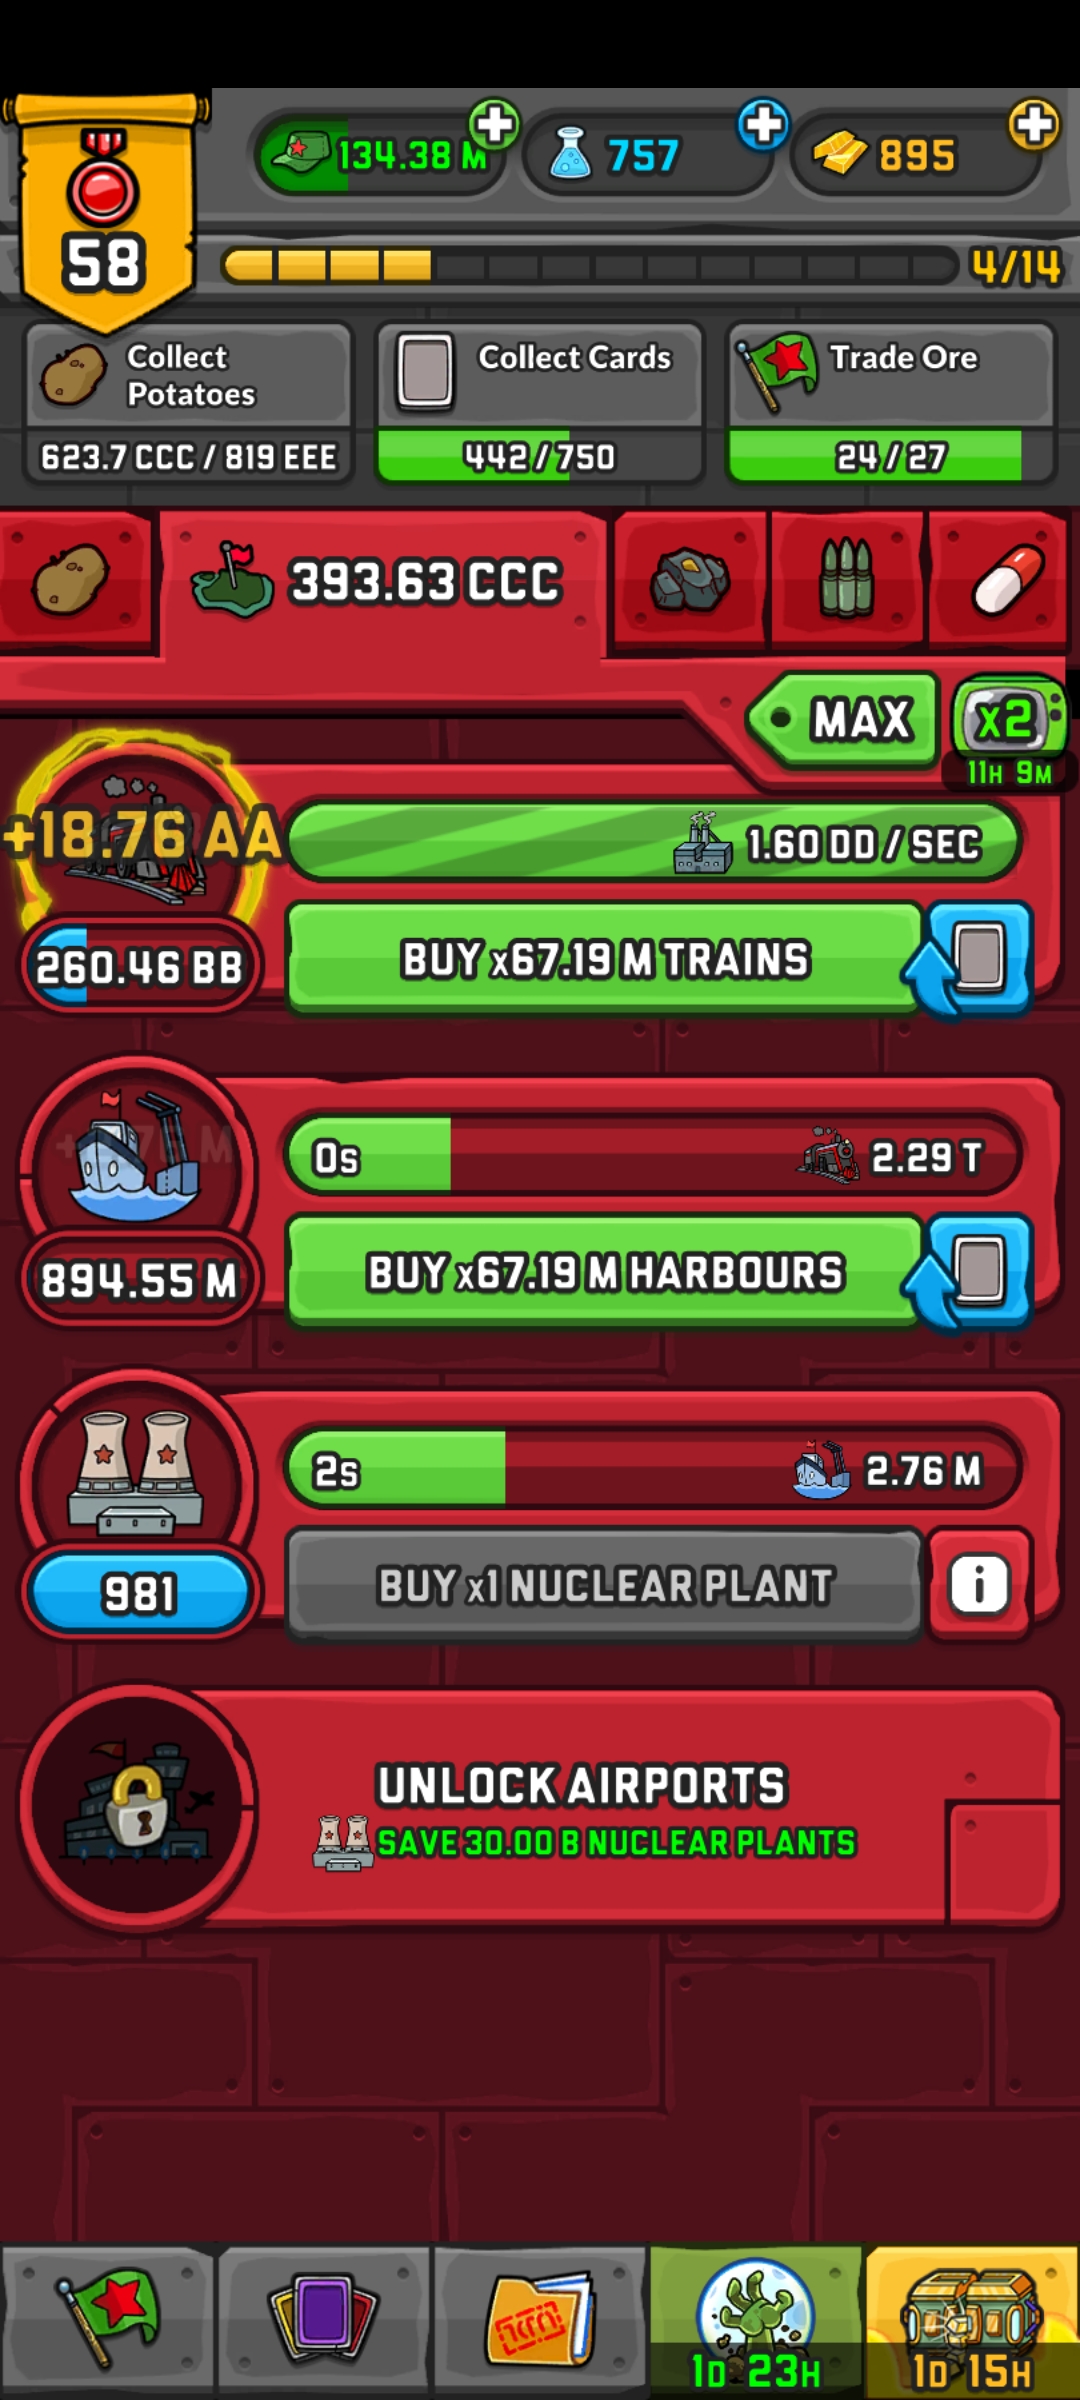 134.38 M
757
895
58
4/14
Collect Potatoes
623.7 CCC / 819 EEE
Collect Cards
442/750
Trade Ore
24/27
393.63 CCC
MAX
x2
11H 9M
+18.76 AA
1.60 DD / SEC
260.46 BB
BUY x67.19 M TRAINS
0s
2.29 T
894.55 M
BUY x67.19 M HARBOURS
2s
2.76 M
981
BUY x1 NUCLEAR PLANT
i
UNLOCK AIRPORTS
SAVE 30.00 B NUCLEAR PLANTS
1D 23H
1D 15H